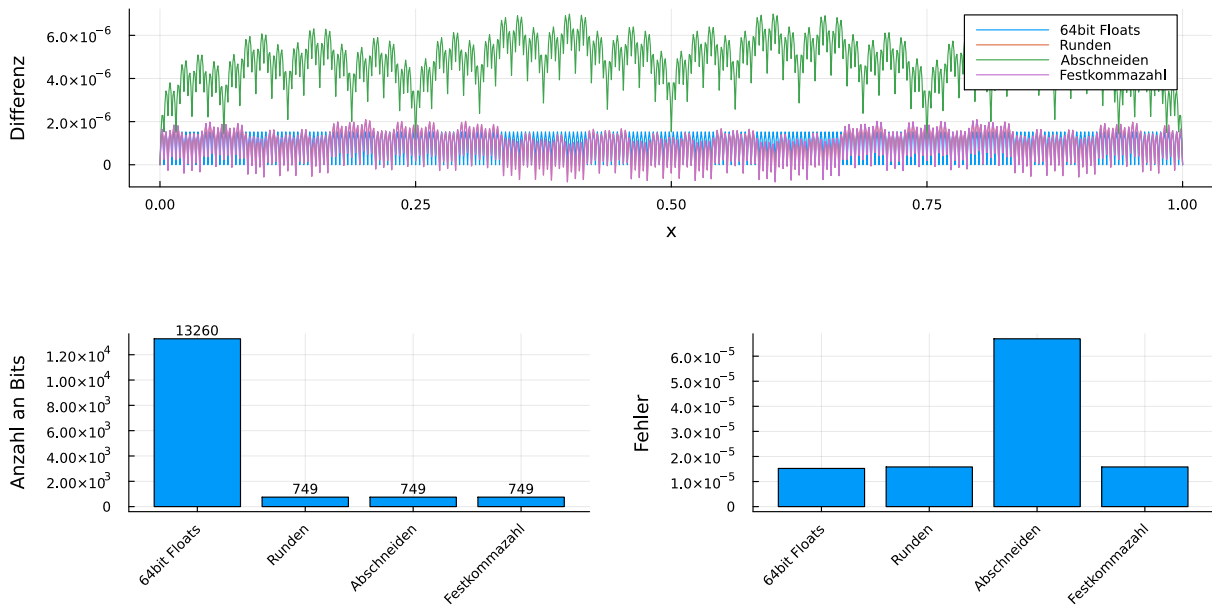 Differenz
6.0×10⁻⁶
4.0×10⁻⁶
2.0×10⁻⁶
0
64bit Floats
Runden
Abschneiden
Festkommazahl
0.00
0.25
0.50
0.75
1.00
x
Anzahl an Bits
1.20×10⁴
1.00×10⁴
8.00×10³
6.00×10³
4.00×10³
2.00×10³
0
13260
749
749
749
64bit Floats
Runden
Abschneiden
Festkommazahl
Fehler
6.0×10⁻⁵
5.0×10⁻⁵
4.0×10⁻⁵
3.0×10⁻⁵
2.0×10⁻⁵
1.0×10⁻⁵
0
64bit Floats
Runden
Abschneiden
Festkommazahl